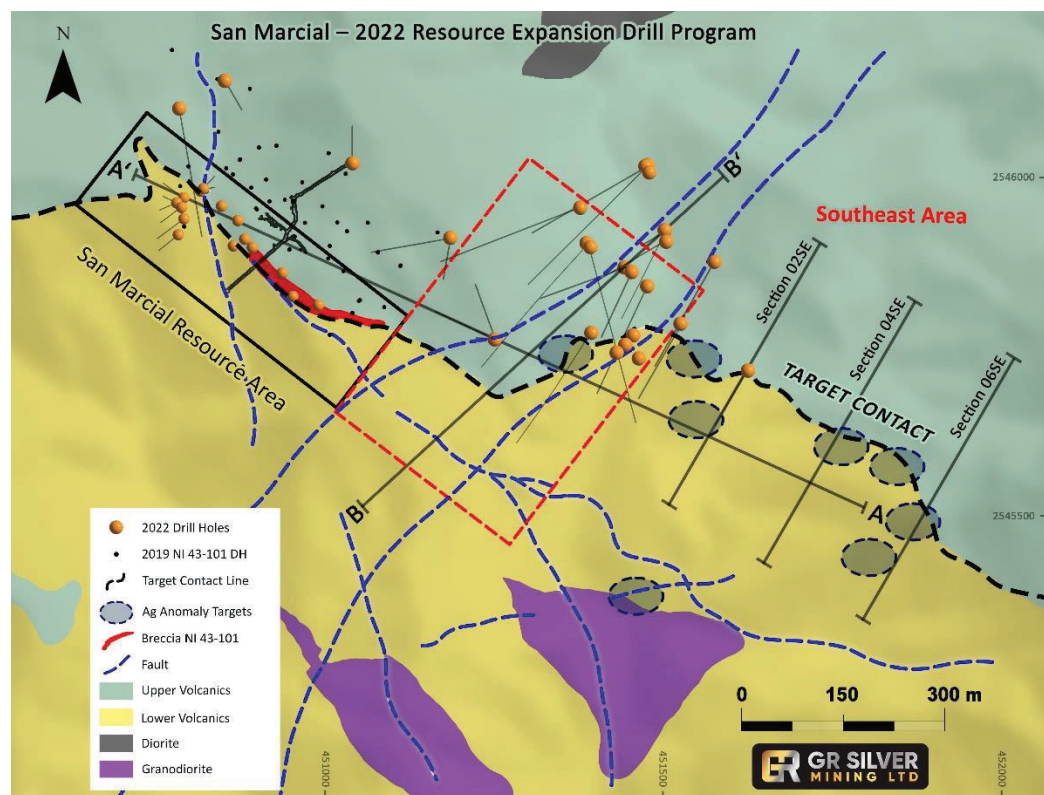 San Marcial – 2022 Resource Expansion Drill Program
N
A'
B'
2546000
Southeast Area
Section 02SE
Section 04SE
Section 06SE
San Marcial Resource Area
TARGET CONTACT
B
A
2545500
2022 Drill Holes
2019 NI 43-101 DH
Target Contact Line
Ag Anomaly Targets
Breccia NI 43-101
Fault
Upper Volcanics
Lower Volcanics
Diorite
Granodiorite
0 150 300 m
451000
451500
452000
GR SILVER
MINING LTD